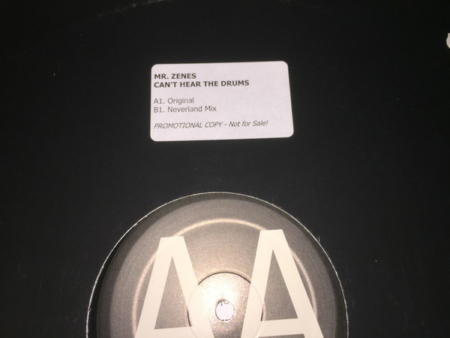 MR. ZENES
CAN'T HEAR THE DRUMS
A1. Original
B1. Neverland Mix
PROMOTIONAL COPY - Not for Sale!
AA